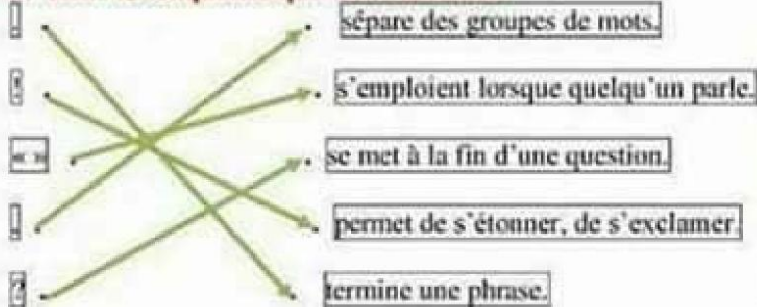 . sépare des groupes de mots.
! s'emploient lorsque quelqu'un parle.
« » se met à la fin d'une question.
, permet de s'étonner, de s'exclamer.
? termine une phrase.